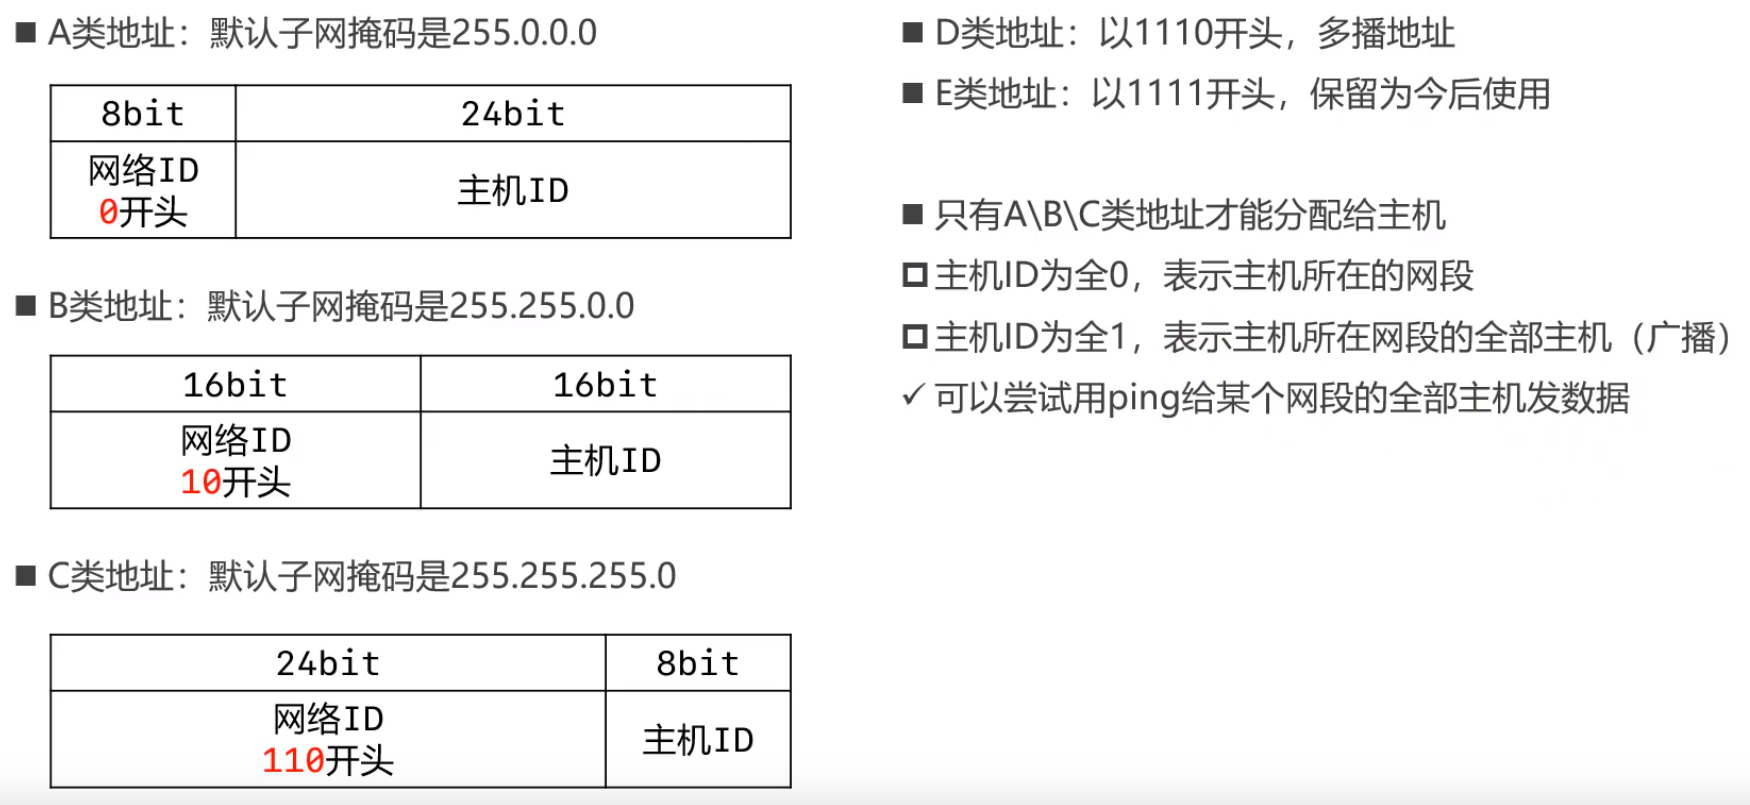 ■ A类地址：默认子网掩码是255.0.0.0
8bit 24bit
网络ID
0开头
主机ID
■ B类地址：默认子网掩码是255.255.0.0
16bit 16bit
网络ID
10开头
主机ID
■ C类地址：默认子网掩码是255.255.255.0
24bit 8bit
网络ID
110开头
主机ID
■ D类地址：以1110开头，多播地址
■ E类地址：以1111开头，保留为今后使用
■ 只有A\B\C类地址才能分配给主机
□ 主机ID为全0，表示主机所在的网段
□ 主机ID为全1，表示主机所在网段的全部主机（广播）
✓ 可以尝试用ping给某个网段的全部主机发数据